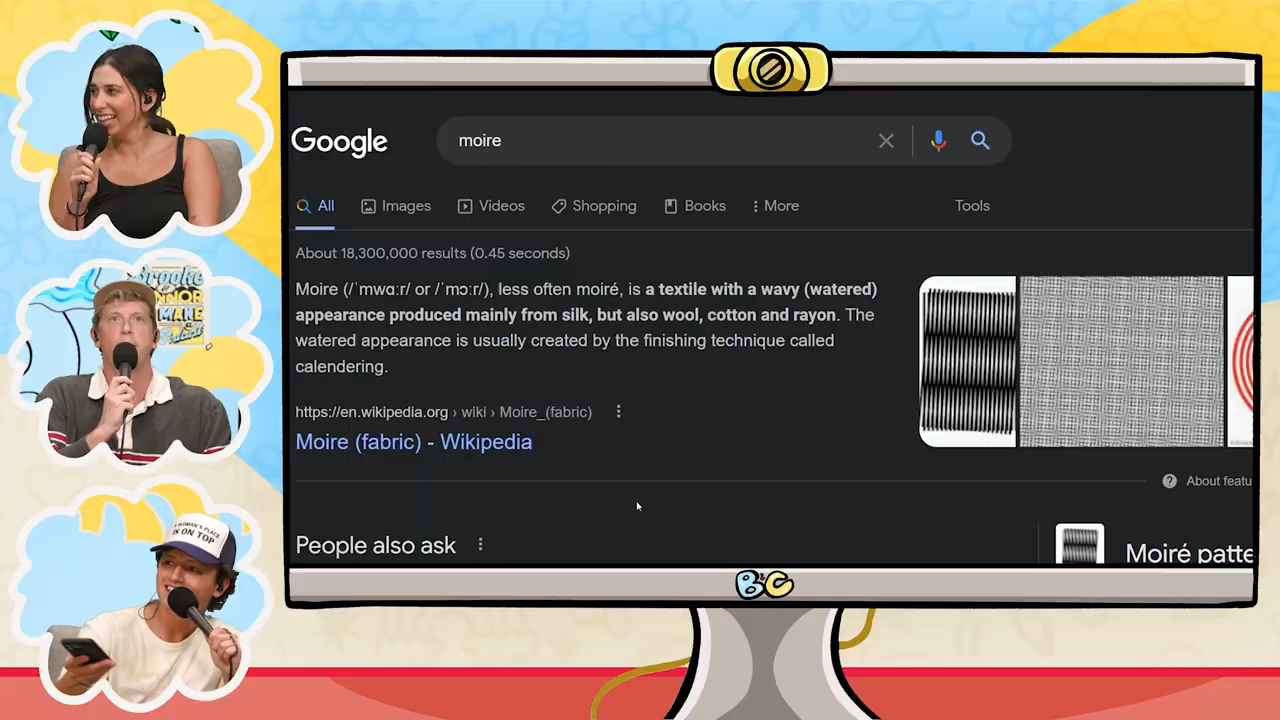 Google
moire
All
Images
Videos
Shopping
Books
More
Tools
About 18,300,000 results (0.45 seconds)
Moire (/ˈmwɑːr/ or /ˈmɔːr/), less often moiré, is a textile with a wavy (watered)
appearance produced mainly from silk, but also wool, cotton and rayon. The
watered appearance is usually created by the finishing technique called
calendering.
https://en.wikipedia.org › wiki › Moire_(fabric)
Moire (fabric) - Wikipedia
About featu
People also ask
Moiré patte
B&C
Brooke
WOMAN'S PLACE
IS ON TOP